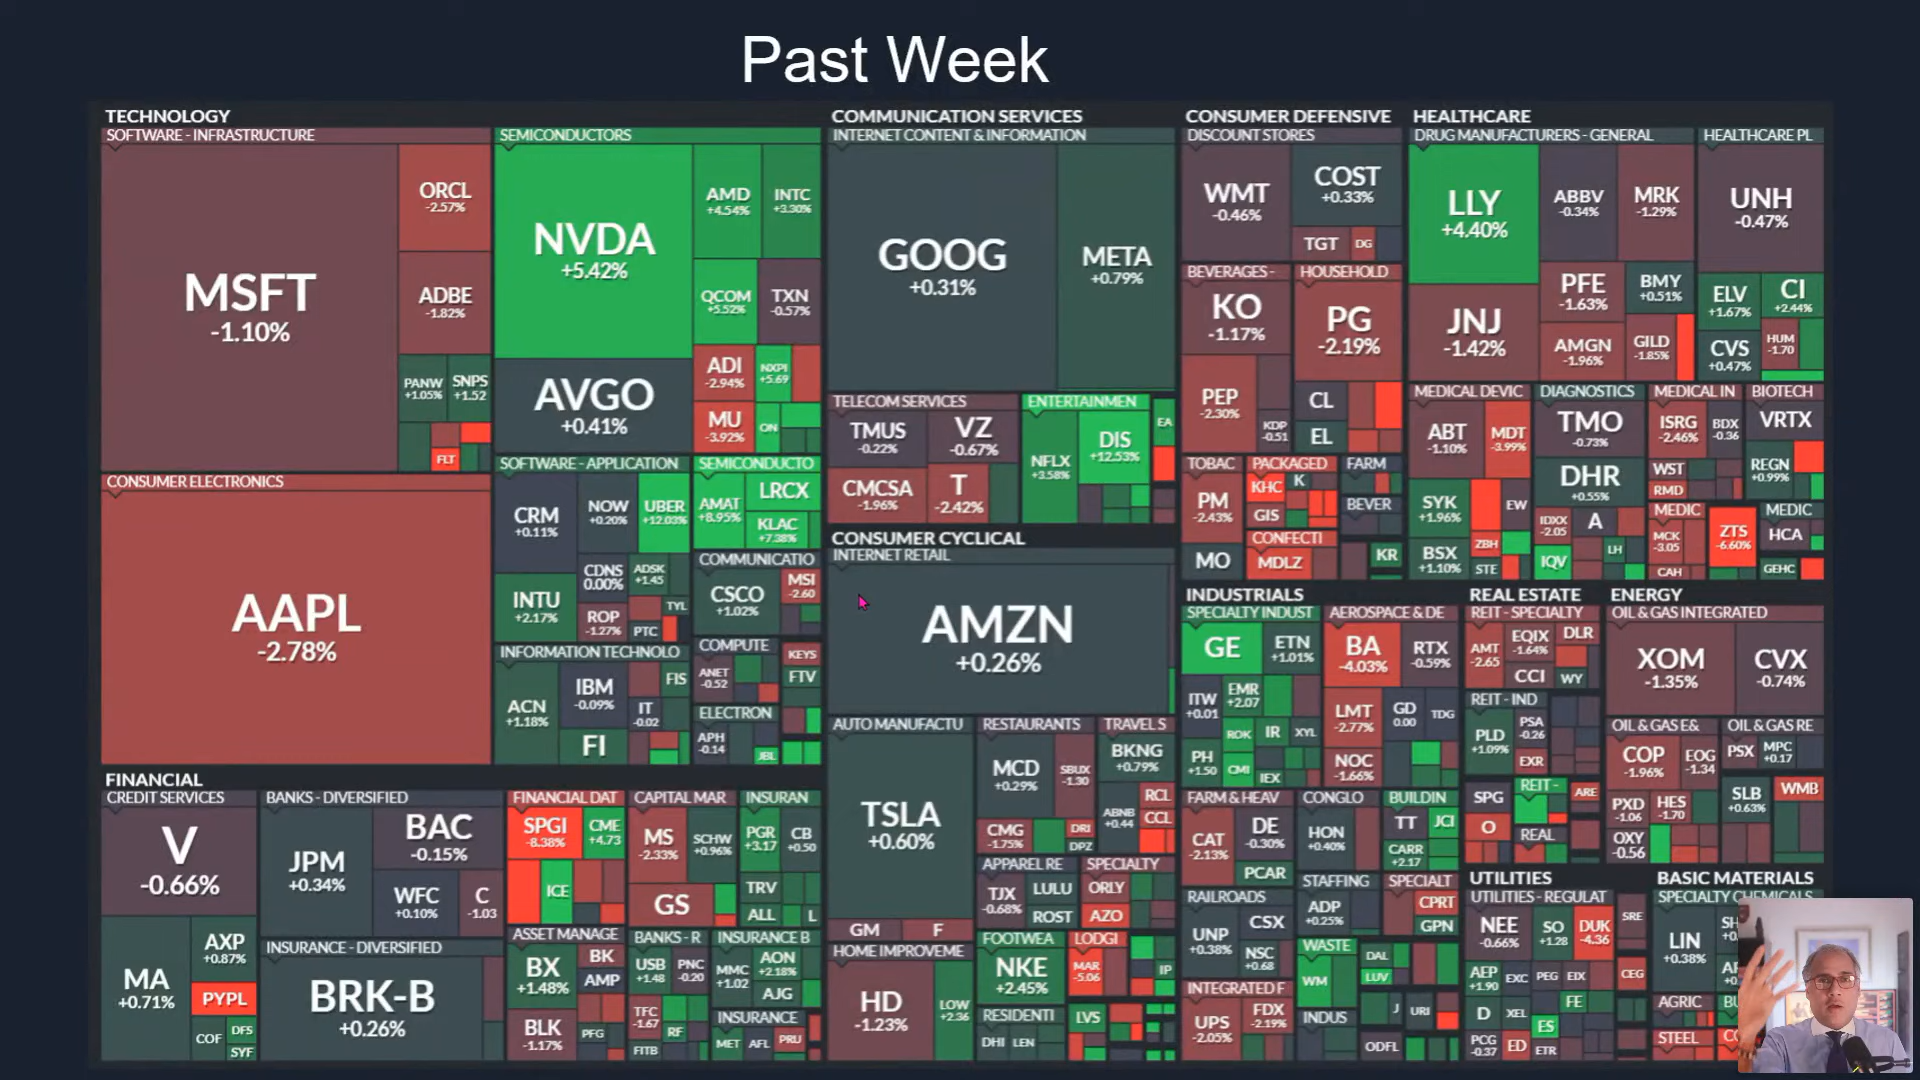 Past Week
TECHNOLOGY
SOFTWARE - INFRASTRUCTURE
MSFT
-1.10%
ORCL
-2.57%
ADBE
-1.82%
PANW
+1.05%
SNPS
+1.52
FLT
CONSUMER ELECTRONICS
AAPL
-2.78%
SEMICONDUCTORS
NVDA
+5.42%
AMD
+4.54%
INTC
+3.30%
QCOM
+5.52%
TXN
-0.57%
AVGO
+0.41%
ADI
-2.94%
NXPI
+5.69
MU
-3.92%
ON
SOFTWARE - APPLICATION
CRM
+0.11%
NOW
+0.20%
UBER
+12.03%
INTU
+2.17%
CDNS
0.00%
ADSK
+1.45
ROP
-1.27%
TYL
PTC
SEMICONDUCTO
AMAT
+8.95%
LRCX
KLAC
+7.38%
COMMUNICATIO
CSCO
+1.02%
MSI
-2.60
INFORMATION TECHNOLO
ACN
+1.18%
IBM
-0.09%
FIS
IT
-0.02
FI
COMPUTE
ANET
-0.52
KEYS
FTV
ELECTRON
APH
-0.14
JBL
COMMUNICATION SERVICES
INTERNET CONTENT & INFORMATION
GOOG
+0.31%
META
+0.79%
TELECOM SERVICES
TMUS
-0.22%
VZ
-0.67%
CMCSA
-1.96%
T
-2.42%
ENTERTAINMEN
NFLX
+3.58%
DIS
+12.53%
EA
CONSUMER CYCLICAL
INTERNET RETAIL
AMZN
+0.26%
AUTO MANUFACTU
TSLA
+0.60%
GM
F
RESTAURANTS
MCD
+0.29%
SBUX
-1.30
CMG
-1.75%
DRI
DPZ
TRAVEL S
BKNG
+0.79%
ABNB
+0.44
RCL
CCL
APPAREL RE
TJX
-0.68%
LULU
ROST
SPECIALTY
ORLY
AZO
HOME IMPROVEME
HD
-1.23%
LOW
+2.36
FOOTWEA
NKE
+2.45%
LODGI
MAR
-5.06
IP
RESIDENTI
DHI
LEN
LVS
CONSUMER DEFENSIVE
DISCOUNT STORES
WMT
-0.46%
COST
+0.33%
TGT
DG
BEVERAGES -
KO
-1.17%
PEP
-2.30%
KDP
-0.51
HOUSEHOLD
PG
-2.19%
CL
EL
TOBAC
PM
-2.43%
MO
PACKAGED
KHC
K
GIS
FARM
BEVER
CONFECTI
MDLZ
KR
HEALTHCARE
DRUG MANUFACTURERS - GENERAL
LLY
+4.40%
ABBV
-0.34%
MRK
-1.29%
JNJ
-1.42%
PFE
-1.63%
BMY
+0.51%
AMGN
-1.96%
GILD
-1.85%
HEALTHCARE PL
UNH
-0.47%
ELV
+1.67%
CI
+2.44%
CVS
+0.47%
HUM
-1.70
MEDICAL DEVIC
ABT
-1.10%
MDT
-3.99%
SYK
+1.96%
EW
BSX
+1.10%
ZBH
STE
DIAGNOSTICS
TMO
-0.73%
DHR
+0.55%
IDXX
-2.05
A
IQV
LH
MEDICAL IN
ISRG
-2.46%
BDX
-0.36
WST
RMD
BIOTECH
VRTX
REGN
+0.99%
MEDIC
MCK
-3.05
CAH
ZTS
-6.60%
MEDIC
HCA
GEHC
INDUSTRIALS
SPECIALTY INDUST
GE
ETN
+1.01%
ITW
+0.01
EMR
+2.07
PH
+1.50
ROK
IR
XYL
CMI
IEX
AEROSPACE & DE
BA
-4.03%
RTX
-0.59%
LMT
-2.77%
GD
0.00
TDG
NOC
-1.66%
FARM & HEAV
CAT
-2.13%
DE
-0.30%
PCAR
CONGLO
HON
+0.40%
BUILDIN
TT
JCI
CARR
+2.17
RAILROADS
UNP
+0.38%
CSX
NSC
+0.68
STAFFING
ADP
+0.25%
SPECIALT
CPRT
GPN
WASTE
WM
DAL
LUV
INTEGRATED F
UPS
-2.05%
FDX
-2.19%
INDUS
J
URI
ODFL
REAL ESTATE
REIT - SPECIALTY
AMT
-2.65
EQIX
-1.64%
DLR
CCI
WY
REIT - IND
PLD
+1.09%
PSA
-0.26
EXR
SPG
O
REIT -
ARE
REAL
ENERGY
OIL & GAS INTEGRATED
XOM
-1.35%
CVX
-0.74%
OIL & GAS E&
COP
-1.96%
EOG
-1.34
PXD
-1.06
HES
-1.70
OXY
-0.56
OIL & GAS RE
PSX
MPC
+0.17
SLB
+0.63%
WMB
UTILITIES
UTILITIES - REGULAT
NEE
-0.66%
SO
+1.28
DUK
-4.36
SRE
AEP
+1.90
EXC
PEG
EIX
CEG
D
XEL
FE
ES
PCG
-0.37
ED
ETR
BASIC MATERIALS
SPECIALTY CHEMICALS
LIN
+0.38%
AGRIC
STEEL
FINANCIAL
CREDIT SERVICES
V
-0.66%
MA
+0.71%
AXP
+0.87%
PYPL
COF
DFS
SYF
BANKS - DIVERSIFIED
JPM
+0.34%
BAC
-0.15%
WFC
+0.10%
C
-1.03
INSURANCE - DIVERSIFIED
BRK-B
+0.26%
FINANCIAL DAT
SPGI
-8.38%
CME
+4.73
ICE
CAPITAL MAR
MS
-2.33%
SCHW
+0.96%
GS
INSURAN
PGR
+3.17
CB
+0.50
TRV
ALL
L
ASSET MANAGE
BX
+1.48%
BK
AMP
BLK
-1.17%
PFG
BANKS - R
USB
+1.48
PNC
-0.20
TFC
-1.67
RF
FITB
INSURANCE B
MMC
+1.02
AON
+2.18%
AJG
INSURANCE
MET
AFL
PRU